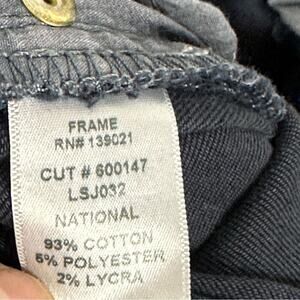 FRAME
RN# 139021
CUT # 600147
LSJ032
NATIONAL
93% COTTON
5% POLYESTER
2% LYCRA